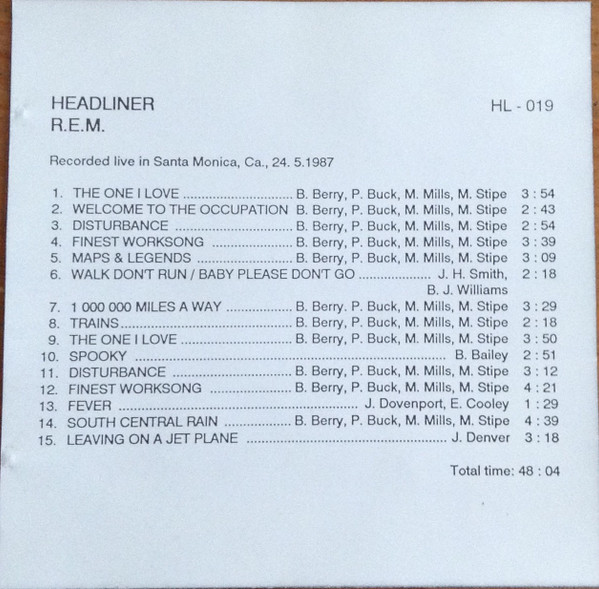 HEADLINER HL - 019
R.E.M.
Recorded live in Santa Monica, Ca., 24. 5.1987
1. THE ONE I LOVE .......................... B. Berry, P. Buck, M. Mills, M. Stipe 3 : 54
2. WELCOME TO THE OCCUPATION B. Berry, P. Buck, M. Mills, M. Stipe 2 : 43
3. DISTURBANCE ............................. B. Berry, P. Buck, M. Mills, M. Stipe 2 : 54
4. FINEST WORKSONG ................... B. Berry, P. Buck, M. Mills, M. Stipe 3 : 39
5. MAPS & LEGENDS ...................... B. Berry, P. Buck, M. Mills, M. Stipe 3 : 09
6. WALK DON'T RUN / BABY PLEASE DON'T GO ................. J. H. Smith, 2 : 18
B. J. Williams
7. 1 000 000 MILES A WAY ............... B. Berry. P. Buck, M. Mills, M. Stipe 3 : 29
8. TRAINS........................................ B. Berry, P. Buck, M. Mills, M. Stipe 2 : 18
9. THE ONE I LOVE .......................... B. Berry, P. Buck, M. Mills, M. Stipe 3 : 50
10. SPOOKY .............................................................................. B. Bailey 2 : 51
11. DISTURBANCE ............................. B. Berry, P. Buck, M. Mills, M. Stipe 3 : 12
12. FINEST WORKSONG ................... B. Berry, P. Buck, M. Mills, M. Stipe 4 : 21
13. FEVER ........................................................... J. Dovenport, E. Cooley 1 : 29
14. SOUTH CENTRAL RAIN ................ B. Berry, P. Buck, M. Mills, M. Stipe 4 : 39
15. LEAVING ON A JET PLANE .................................................. J. Denver 3 : 18
Total time: 48 : 04